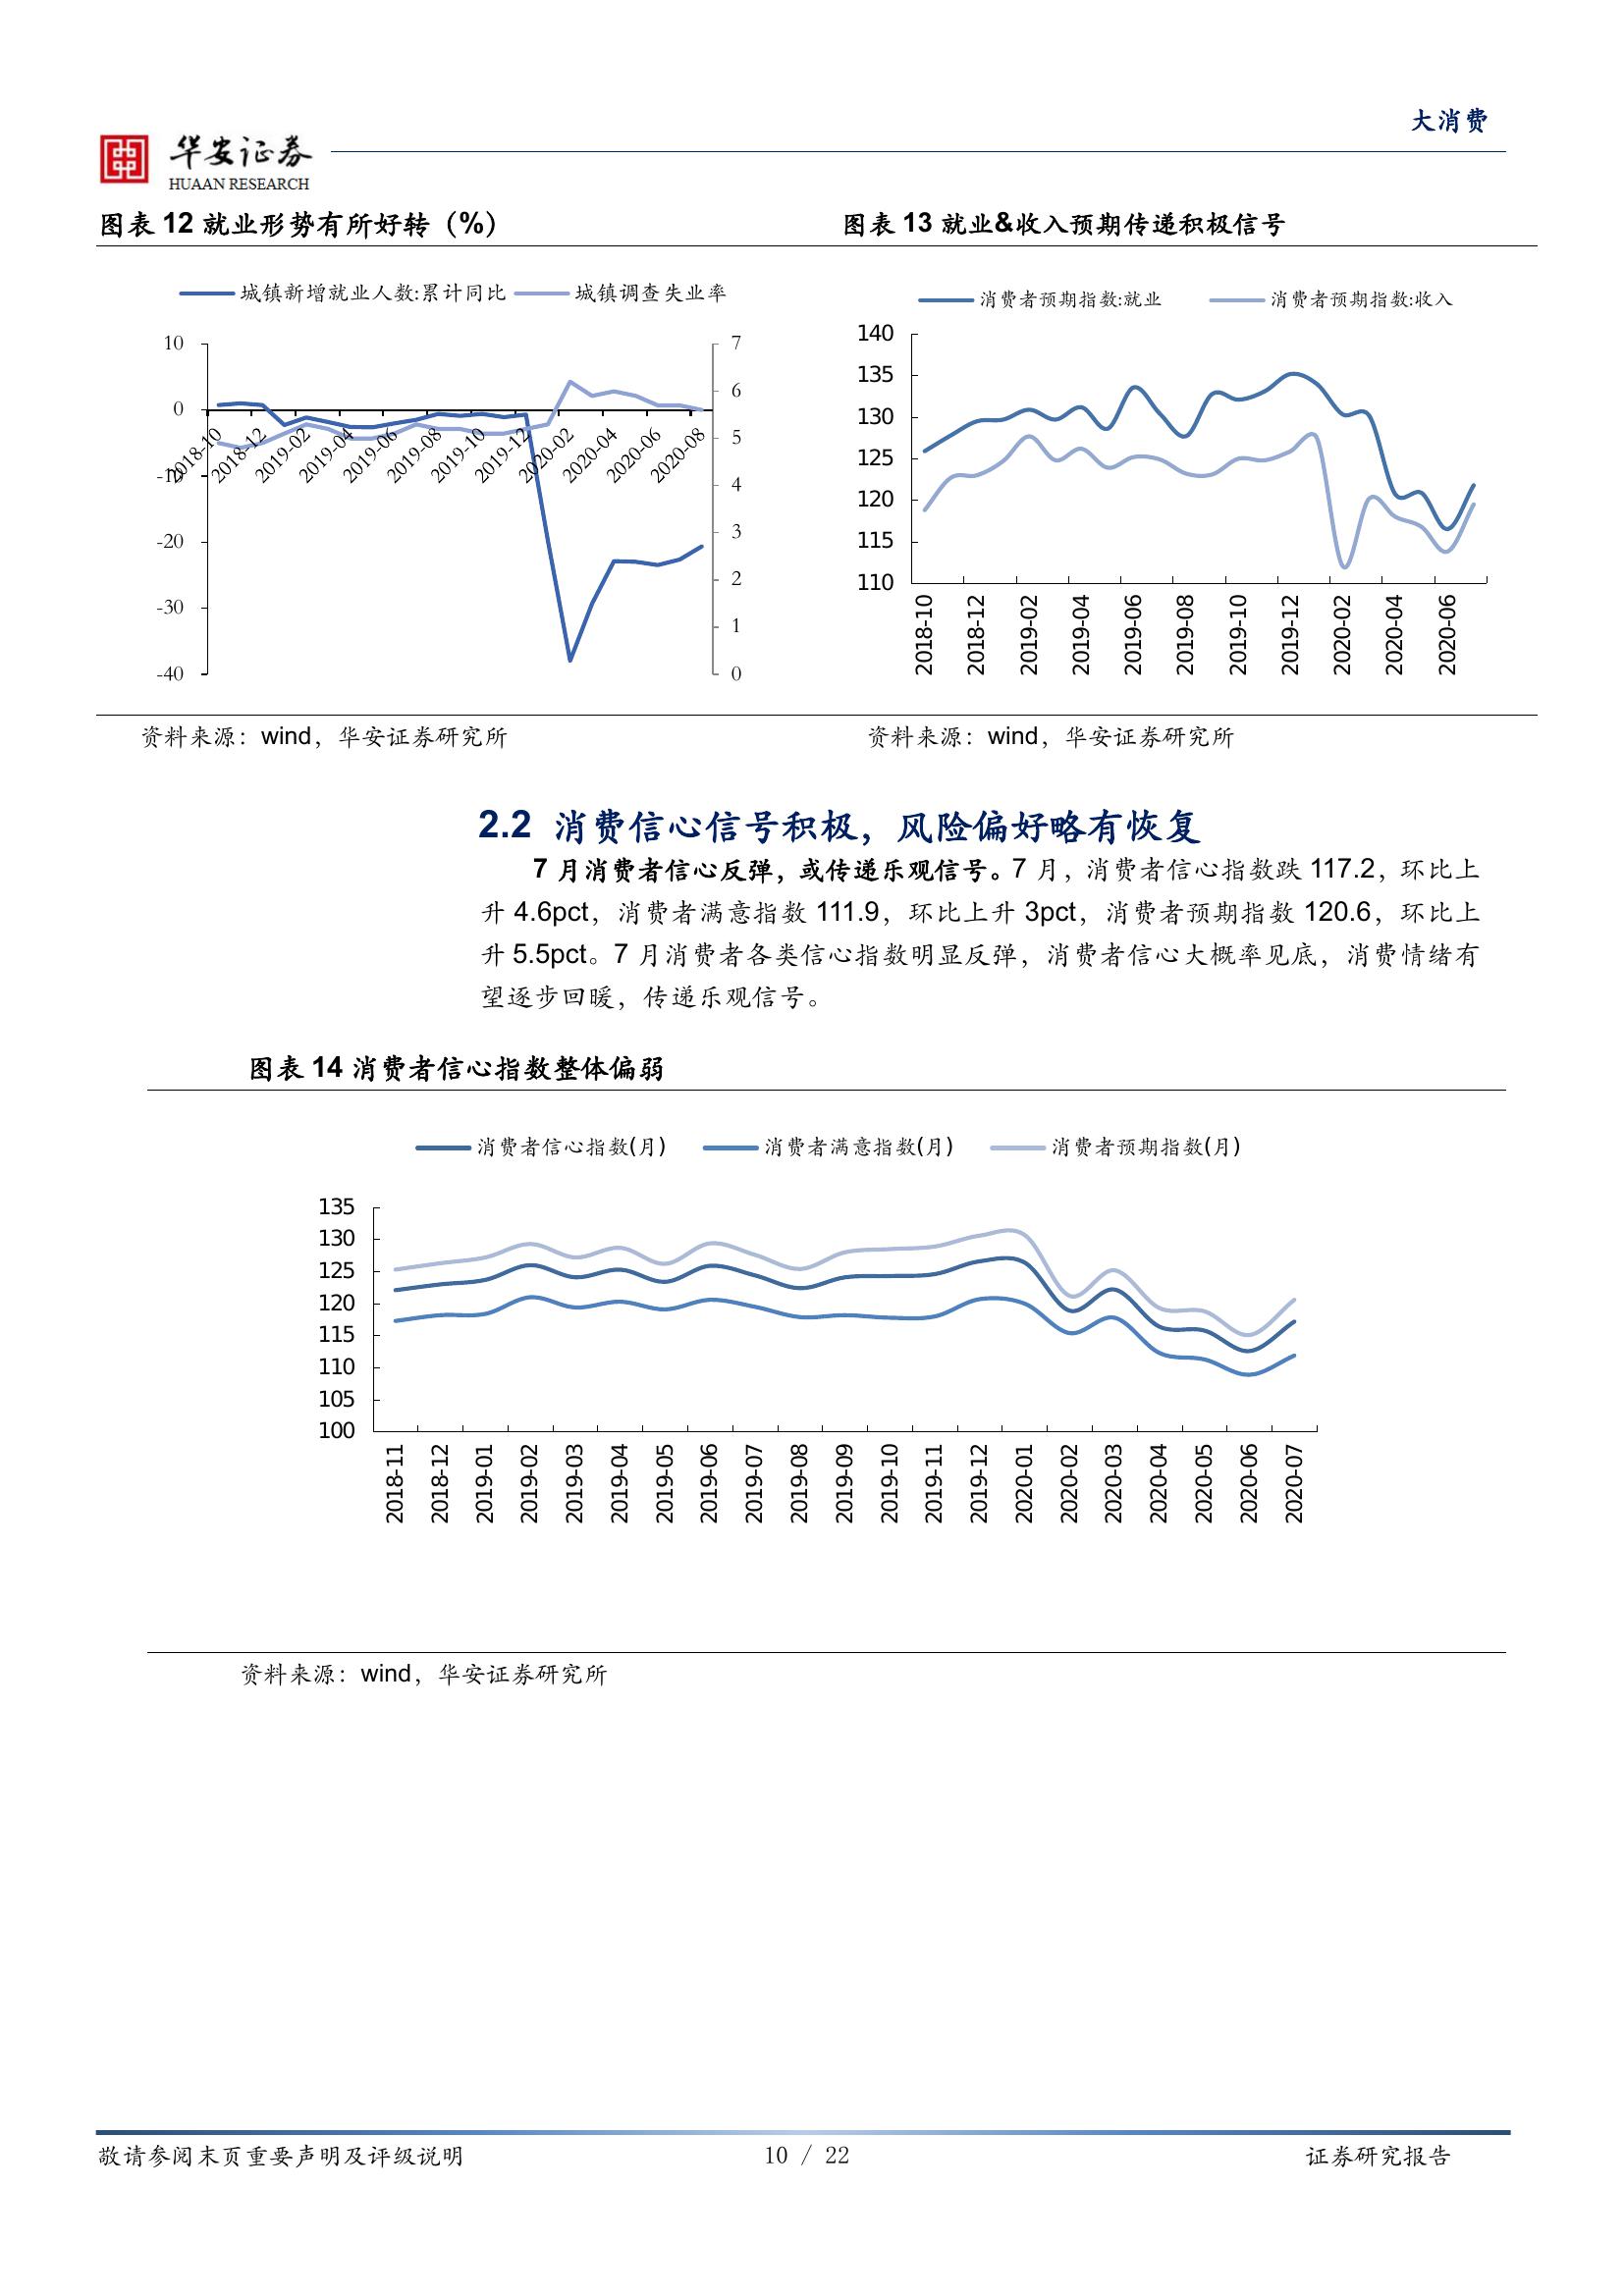 大消费
华安证券
HUAAN RESEARCH
图表 12 就业形势有所好转（%）
图表 13 就业&收入预期传递积极信号
城镇新增就业人数:累计同比 城镇调查失业率
10
0
-10
-20
-30
-40
7
6
5
4
3
2
1
0
2018-10 2018-12 2019-02 2019-04 2019-06 2019-08 2019-10 2019-12 2020-02 2020-04 2020-06 2020-08
消费者预期指数:就业 消费者预期指数:收入
140
135
130
125
120
115
110
2018-10 2018-12 2019-02 2019-04 2019-06 2019-08 2019-10 2019-12 2020-02 2020-04 2020-06
资料来源：wind，华安证券研究所
资料来源：wind，华安证券研究所
2.2 消费信心信号积极，风险偏好略有恢复
7 月消费者信心反弹，或传递乐观信号。7 月，消费者信心指数跌 117.2，环比上
升 4.6pct，消费者满意指数 111.9，环比上升 3pct，消费者预期指数 120.6，环比上
升 5.5pct。7 月消费者各类信心指数明显反弹，消费者信心大概率见底，消费情绪有
望逐步回暖，传递乐观信号。
图表 14 消费者信心指数整体偏弱
消费者信心指数(月) 消费者满意指数(月) 消费者预期指数(月)
135
130
125
120
115
110
105
100
2018-11 2018-12 2019-01 2019-02 2019-03 2019-04 2019-05 2019-06 2019-07 2019-08 2019-09 2019-10 2019-11 2019-12 2020-01 2020-02 2020-03 2020-04 2020-05 2020-06 2020-07
资料来源：wind，华安证券研究所
敬请参阅末页重要声明及评级说明 10 / 22 证券研究报告